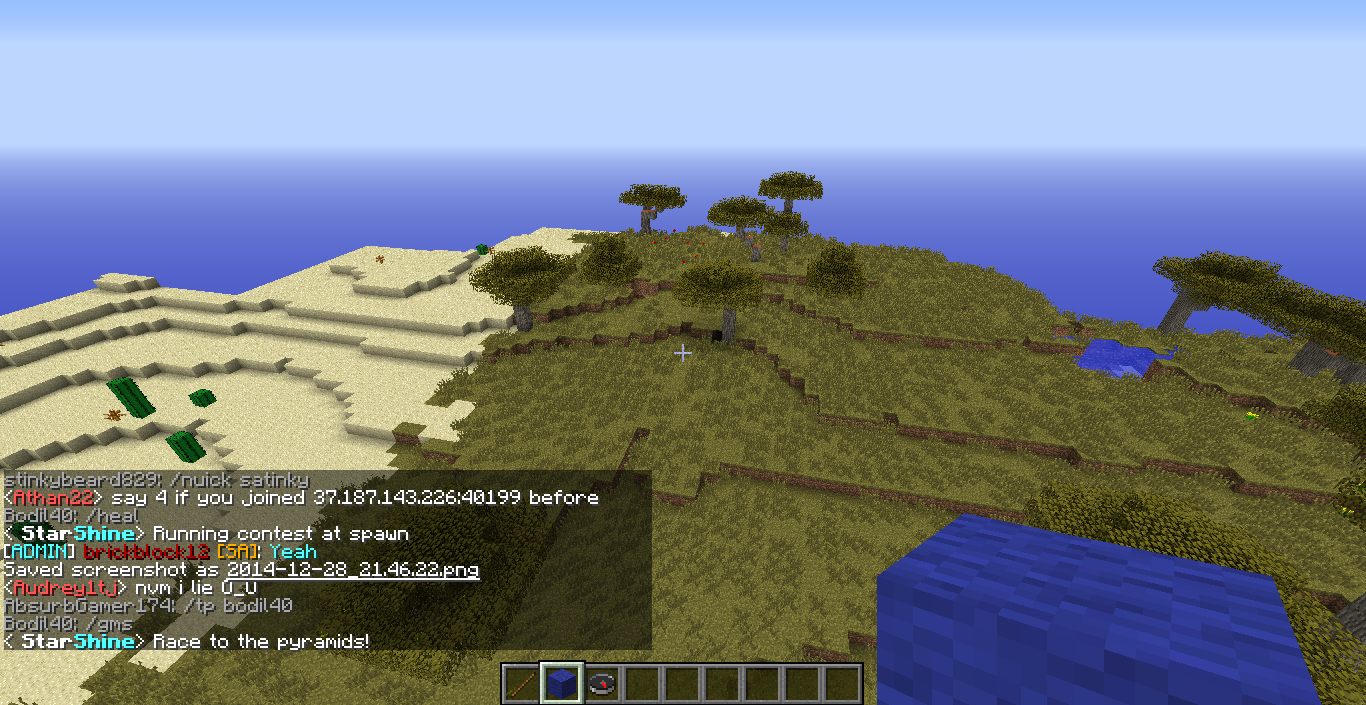 stinkybeard829: /nuick satinky
<Athan22> say 4 if you joined 37.187.143.226:40199 before
Bodil40: /heal
< StarShine> Running contest at spawn
[ADMIN] brickblock12 [SA]: Yeah
Saved screenshot as 2014-12-28_21.46.22.png
<Audrey1tj> nvm i lie O_O
AbsurbGamer174: /tp bodil40
Bodil40: /gms
< StarShine> Race to the pyramids!